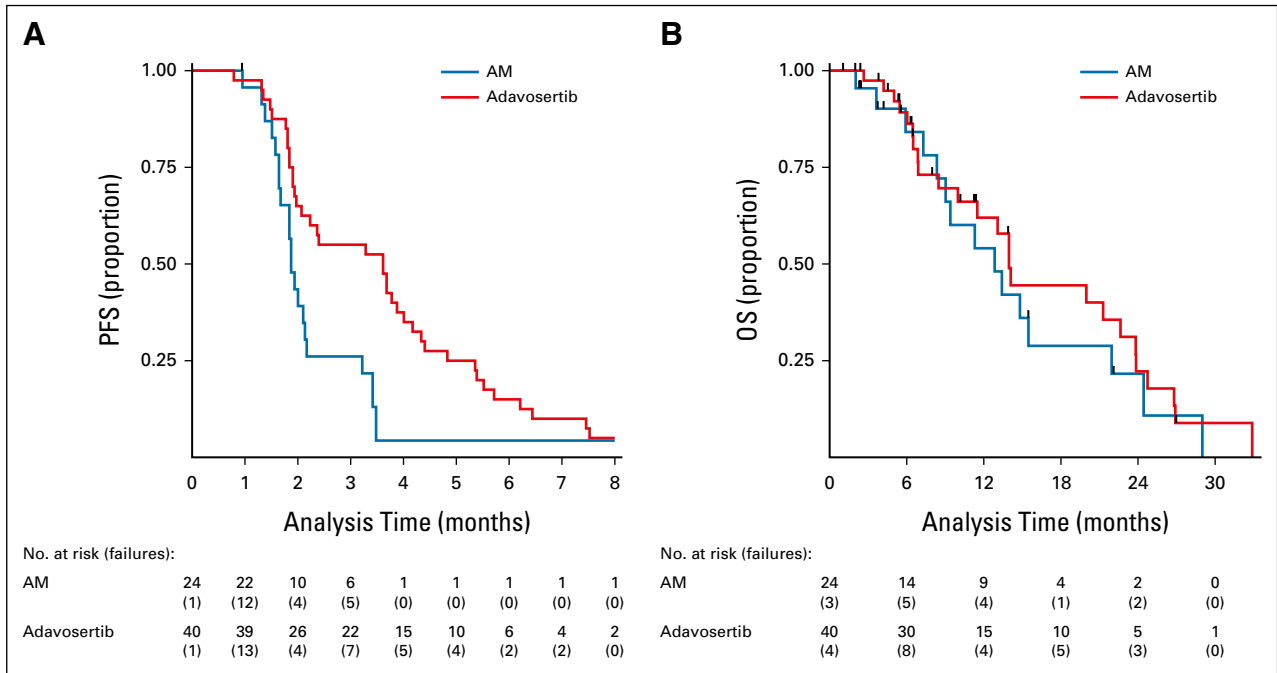 A
1.00
0.75
0.50
0.25
PFS (proportion)
AM
Adavosertib
0 1 2 3 4 5 6 7 8
Analysis Time (months)
No. at risk (failures):
AM 24 22 10 6 1 1 1 1 1
(1) (12) (4) (5) (0) (0) (0) (0) (0)
Adavosertib 40 39 26 22 15 10 6 4 2
(1) (13) (4) (7) (5) (4) (2) (2) (0)
B
1.00
0.75
0.50
0.25
OS (proportion)
AM
Adavosertib
0 6 12 18 24 30
Analysis Time (months)
No. at risk (failures):
AM 24 14 9 4 2 0
(3) (5) (4) (1) (2) (0)
Adavosertib 40 30 15 10 5 1
(4) (8) (4) (5) (3) (0)